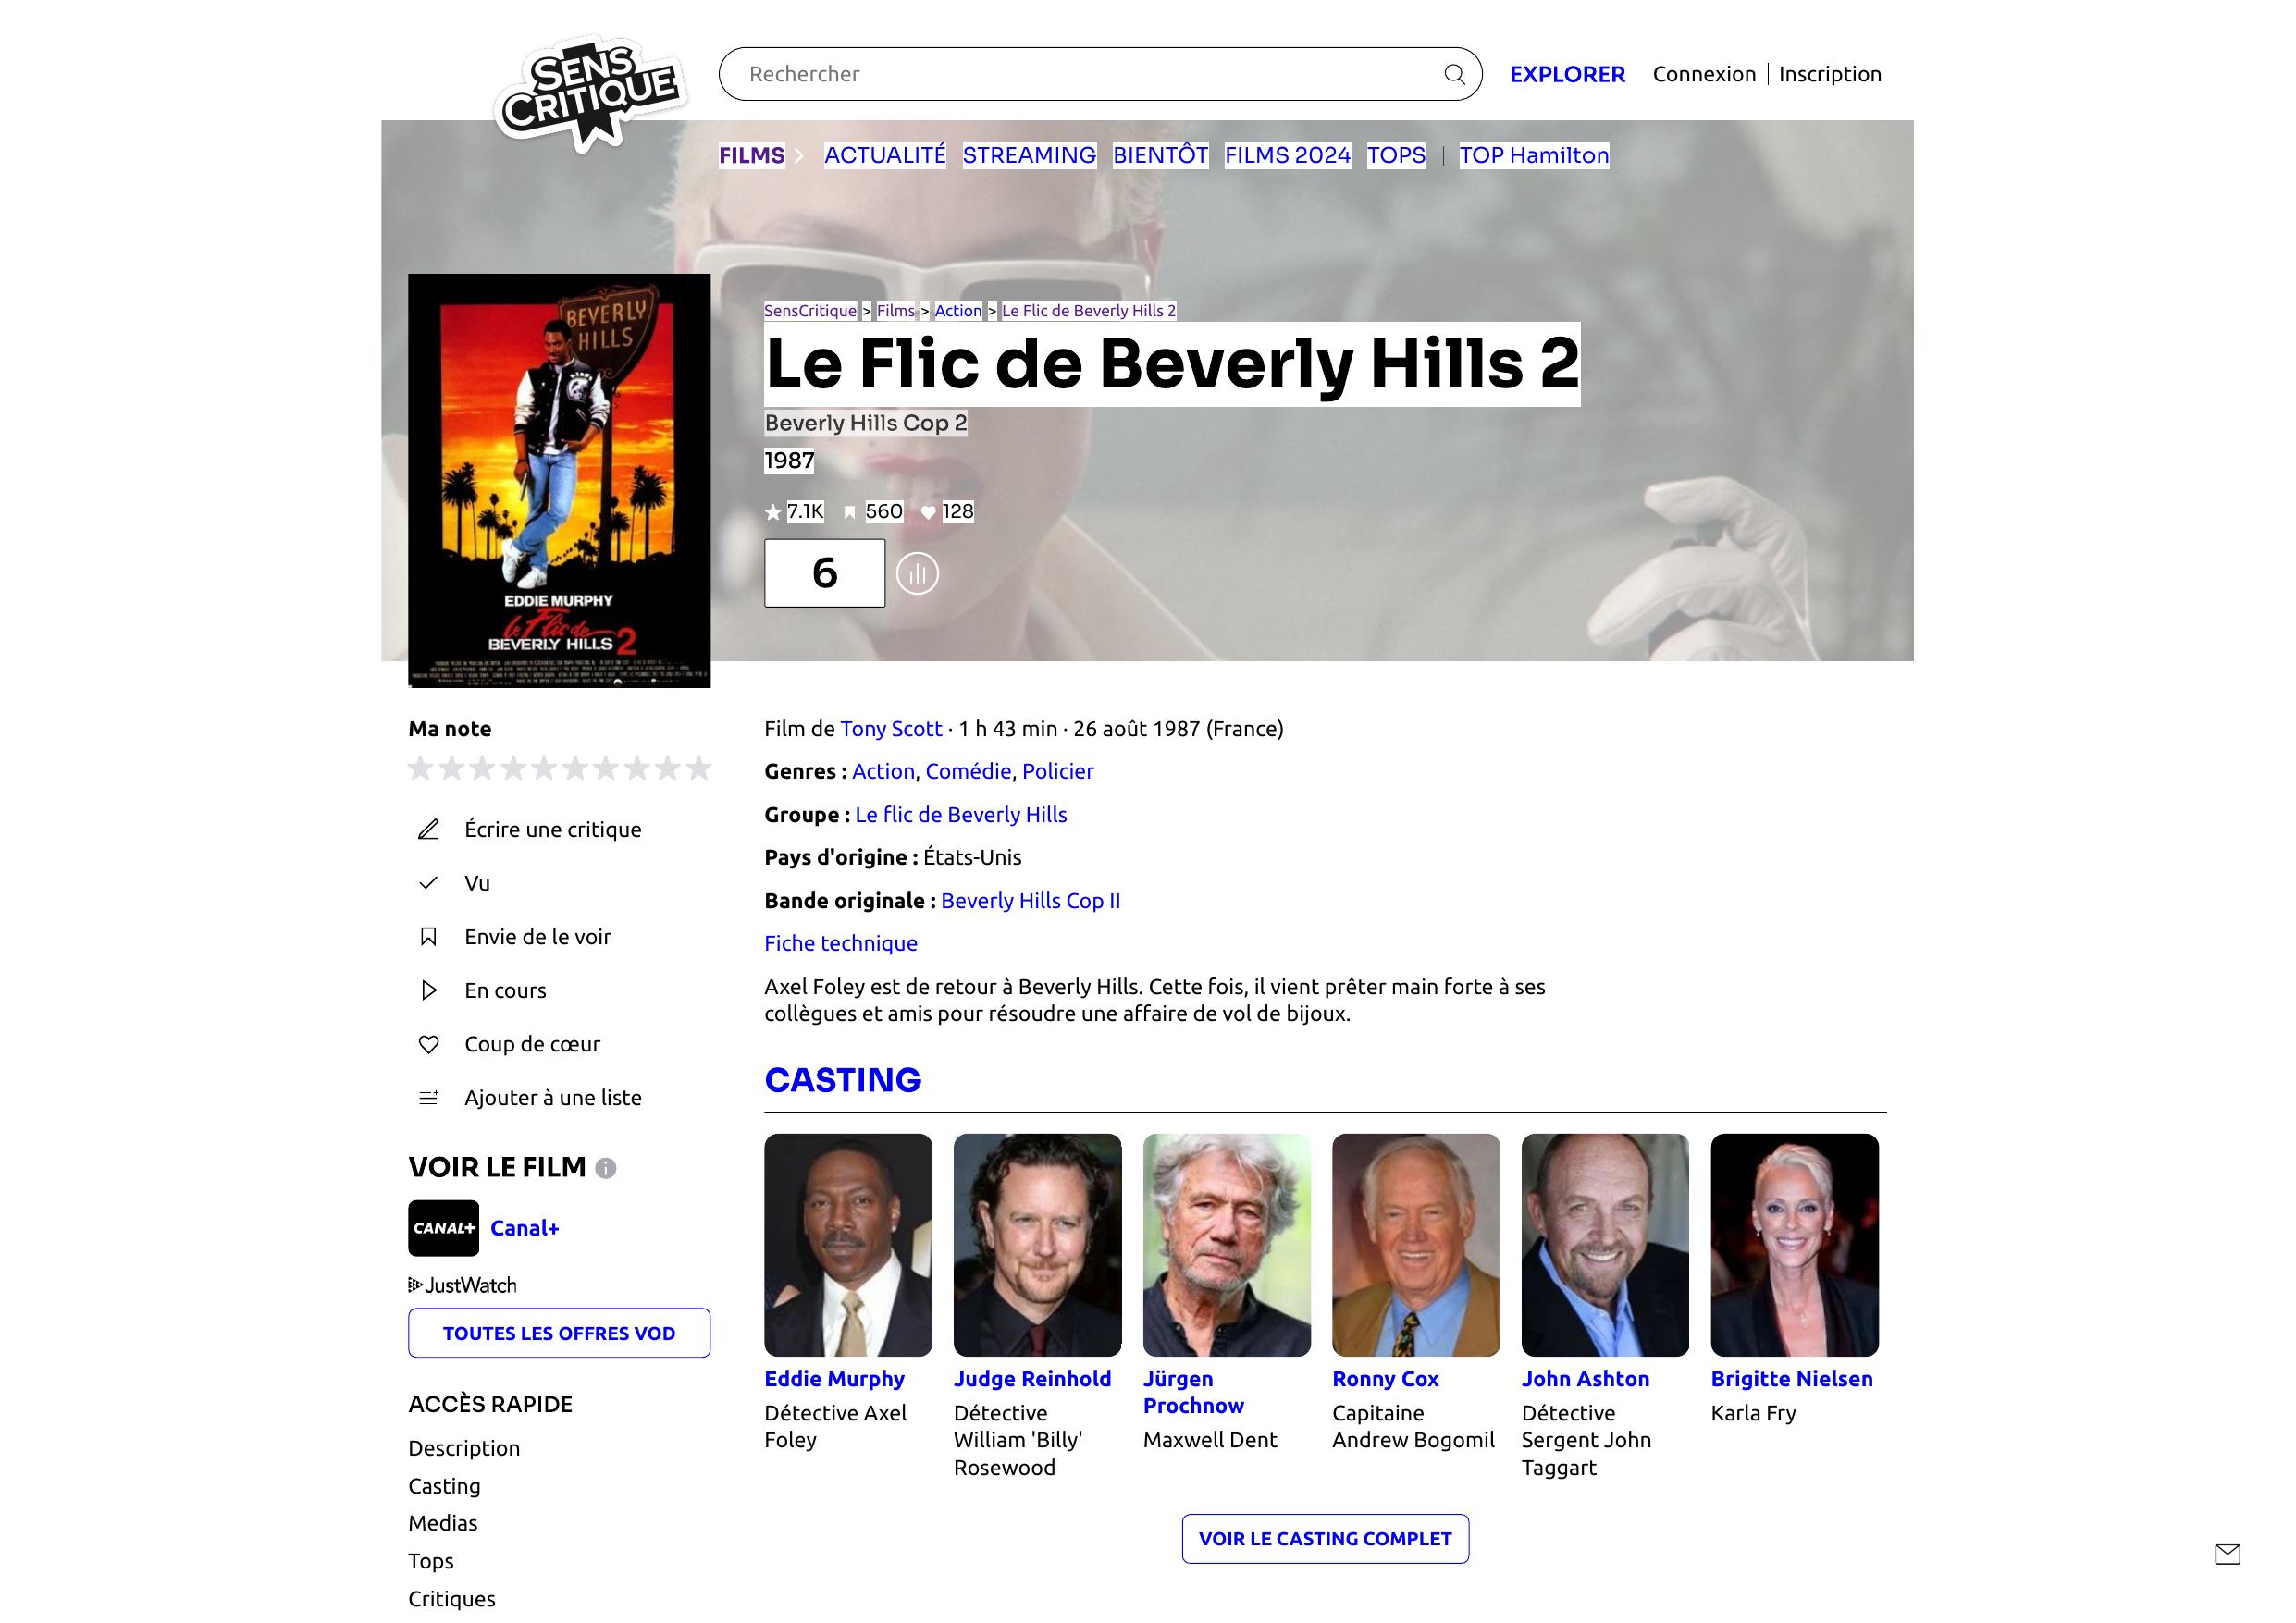 SENS
CRITIQUE
Rechercher
EXPLORER
Connexion | Inscription
FILMS
ACTUALITÉ
STREAMING
BIENTÔT
FILMS 2024
TOPS
|
TOP Hamilton
BEVERLY
HILLS
EDDIE MURPHY
le Flic de
BEVERLY HILLS 2
SensCritique > Films > Action > Le Flic de Beverly Hills 2
Le Flic de Beverly Hills 2
Beverly Hills Cop 2
1987
7.1K
560
128
6
Ma note
Écrire une critique
Vu
Envie de le voir
En cours
Coup de cœur
Ajouter à une liste
VOIR LE FILM
CANAL+
Canal+
JustWatch
TOUTES LES OFFRES VOD
ACCÈS RAPIDE
Description
Casting
Medias
Tops
Critiques
Film de Tony Scott · 1 h 43 min · 26 août 1987 (France)
Genres : Action, Comédie, Policier
Groupe : Le flic de Beverly Hills
Pays d'origine : États-Unis
Bande originale : Beverly Hills Cop II
Fiche technique
Axel Foley est de retour à Beverly Hills. Cette fois, il vient prêter main forte à ses
collègues et amis pour résoudre une affaire de vol de bijoux.
CASTING
Eddie Murphy
Détective Axel
Foley
Judge Reinhold
Détective
William 'Billy'
Rosewood
Jürgen
Prochnow
Maxwell Dent
Ronny Cox
Capitaine
Andrew Bogomil
John Ashton
Détective
Sergent John
Taggart
Brigitte Nielsen
Karla Fry
VOIR LE CASTING COMPLET